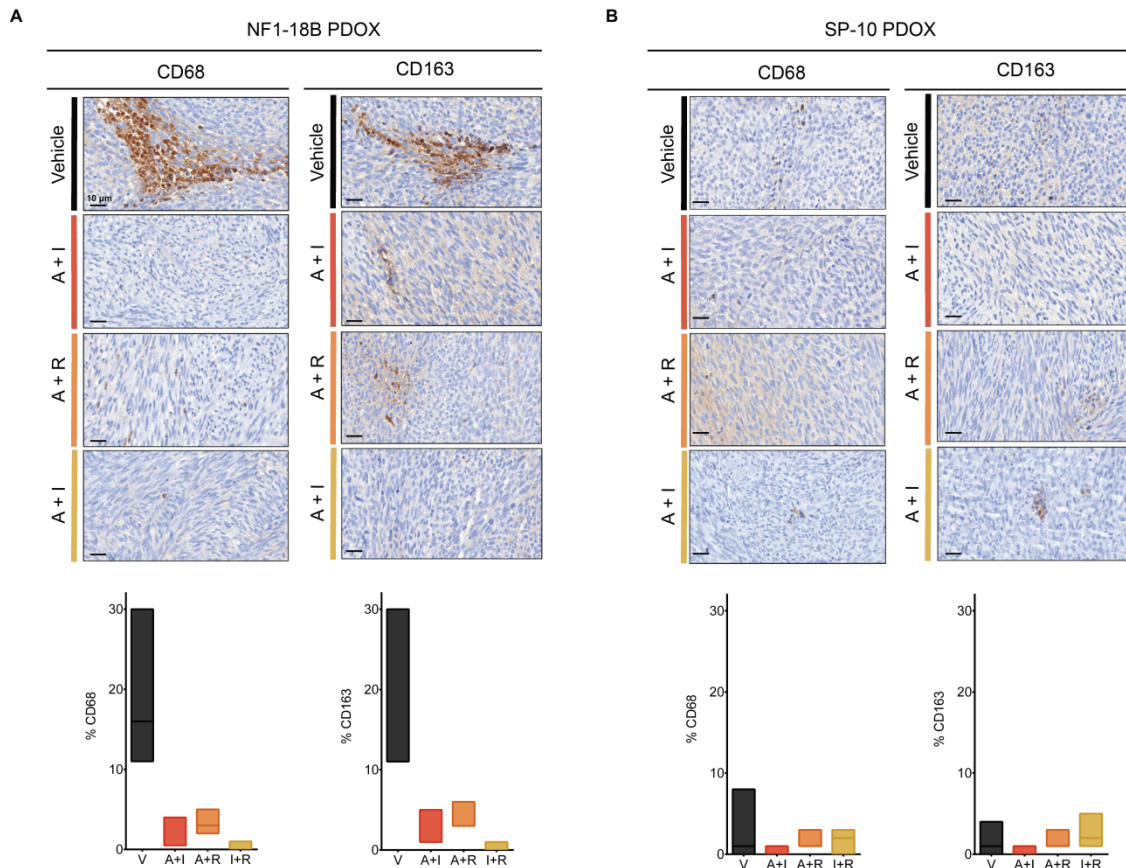 A
NF1-18B PDOX
CD68
CD163
Vehicle
10 µm
Vehicle
A + I
A + I
A + R
A + R
A + I
A + I
% CD68
30
20
10
0
V
A+I
A+R
I+R
% CD163
30
20
10
0
V
A+I
A+R
I+R
B
SP-10 PDOX
CD68
CD163
Vehicle
Vehicle
A + I
A + I
A + R
A + R
A + I
A + I
% CD68
30
20
10
0
V
A+I
A+R
I+R
% CD163
30
20
10
0
V
A+I
A+R
I+R